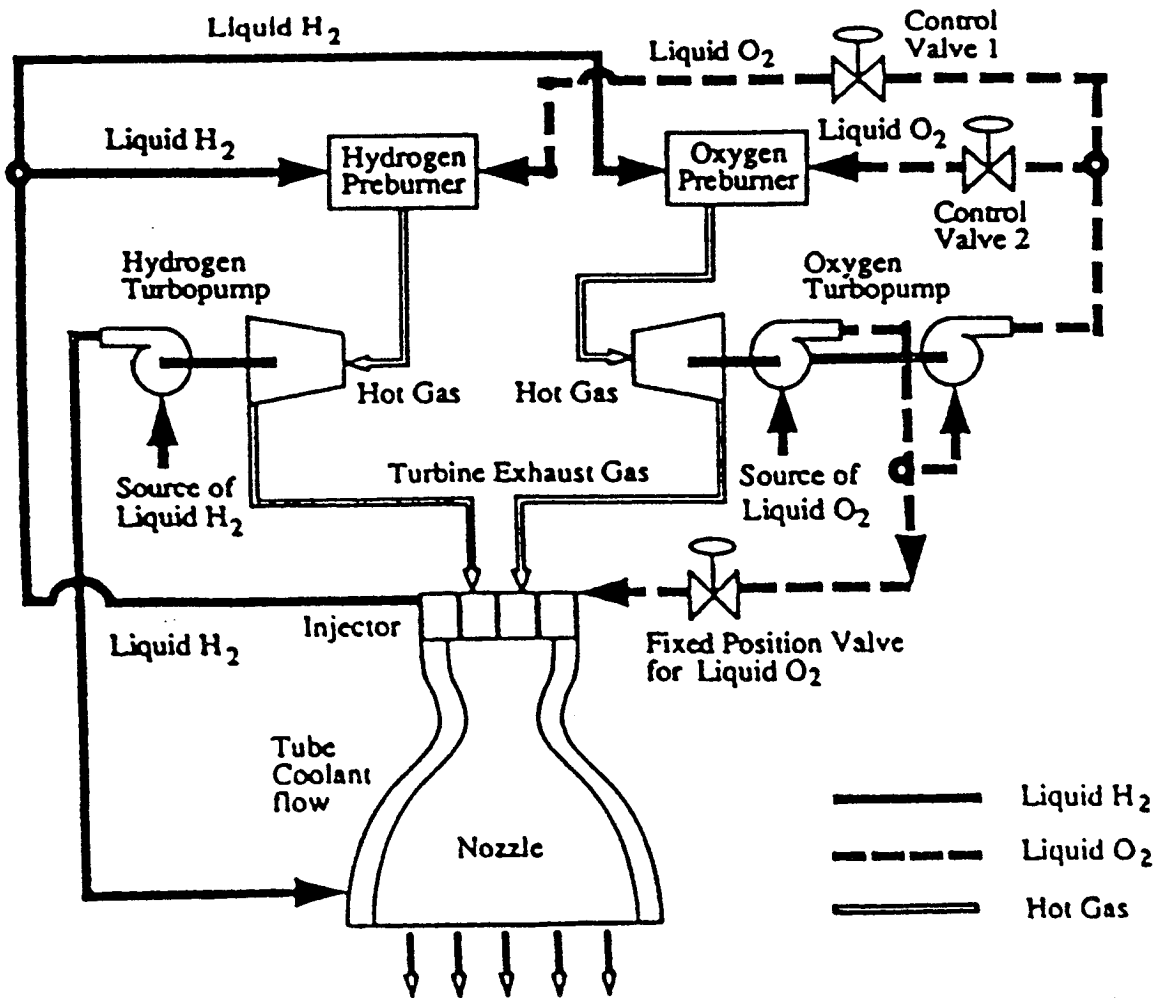 Liquid H2
Liquid O2
Control
Valve 1
Liquid H2
Hydrogen
Preburner
Oxygen
Preburner
Liquid O2
Control
Valve 2
Hydrogen
Turbopump
Oxygen
Turbopump
Hot Gas
Hot Gas
Source of
Liquid H2
Turbine Exhaust Gas
Source of
Liquid O2
Liquid H2
Injector
Fixed Position Valve
for Liquid O2
Tube
Coolant
flow
Nozzle
Liquid H2
Liquid O2
Hot Gas